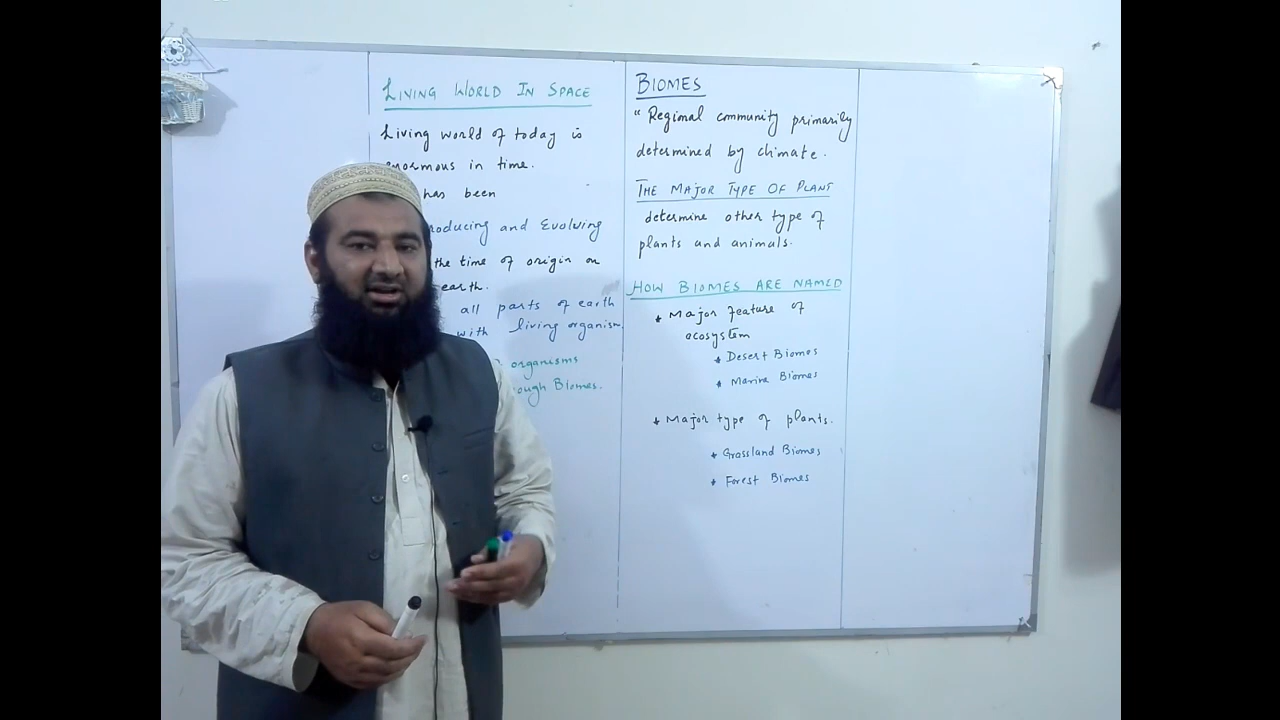 LIVING WORLD IN SPACE
Living world of today is
enormous in time.
has been
roducing and Evolving
the time of origin on
earth.
all parts of earth
with living organism
organisms
ough Biomes.
BIOMES
“ Regional community primarily
determined by climate.
THE MAJOR TYPE OF PLANT
determine other type of
plants and animals.
HOW BIOMES ARE NAMED
* Major feature of
ecosystem
* Desert Biomes
* Marine Biomes
* Major type of plants.
* Grassland Biomes
* Forest Biomes